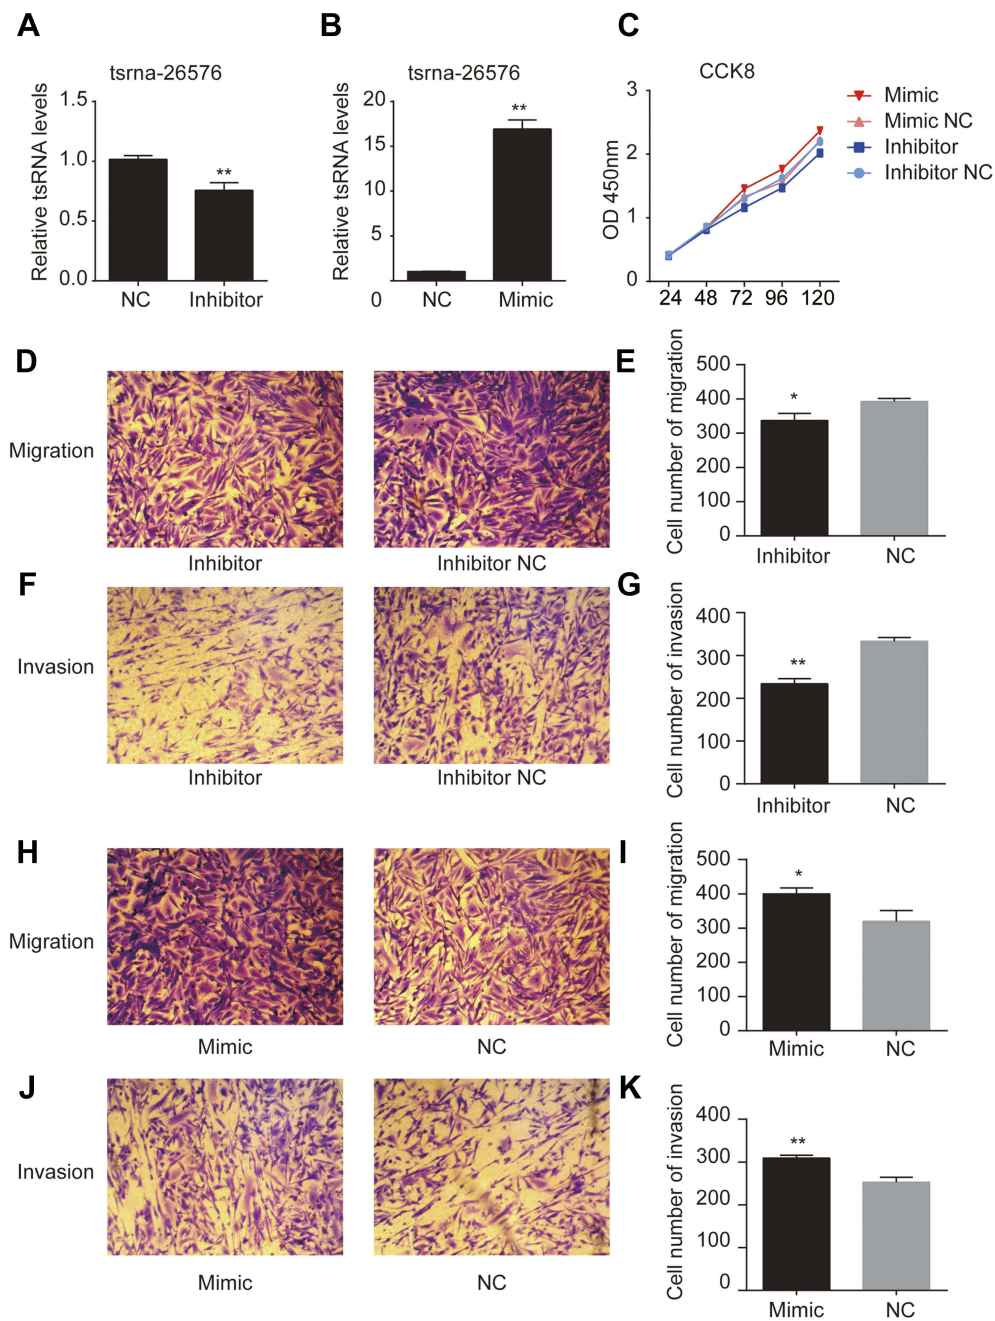 A
B
C
tsrna-26576
tsrna-26576
CCK8
Relative tsRNA levels
1.5
1.0
0.5
0.0
**
NC
Inhibitor
Relative tsRNA levels
20
15
10
5
0
**
NC
Mimic
OD 450nm
3
2
1
0
24 48 72 96 120
Mimic
Mimic NC
Inhibitor
Inhibitor NC
D
Migration
Inhibitor
Inhibitor NC
E
Cell number of migration
500
400
300
200
100
0
*
Inhibitor
NC
F
Invasion
Inhibitor
Inhibitor NC
G
Cell number of invasion
400
300
200
100
0
**
Inhibitor
NC
H
Migration
Mimic
NC
I
Cell number of migration
500
400
300
200
100
0
*
Mimic
NC
J
Invasion
Mimic
NC
K
Cell number of invasion
400
300
200
100
0
**
Mimic
NC